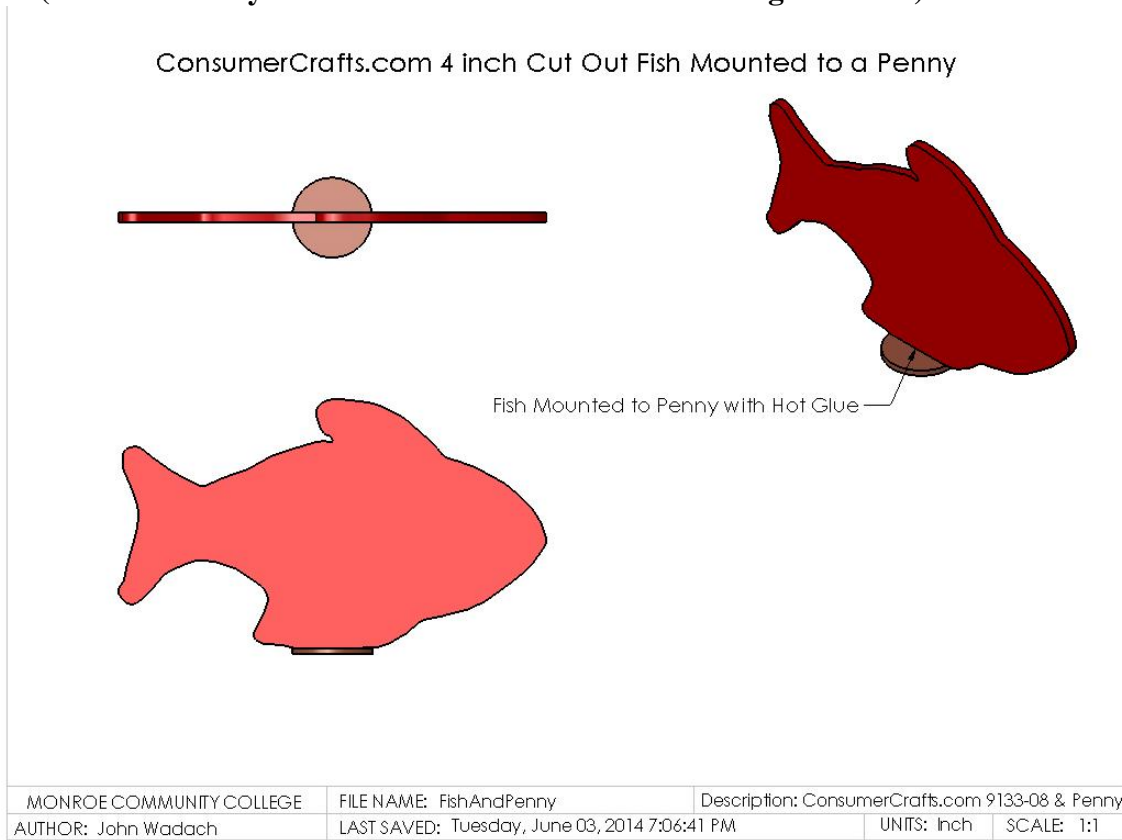 ConsumerCrafts.com 4 inch Cut Out Fish Mounted to a Penny
Fish Mounted to Penny with Hot Glue
MONROE COMMUNITY COLLEGE
FILE NAME: FishAndPenny
Description: ConsumerCrafts.com 9133-08 & Penny
AUTHOR: John Wadach
LAST SAVED: Tuesday, June 03, 2014 7:06:41 PM
UNITS: Inch
SCALE: 1:1